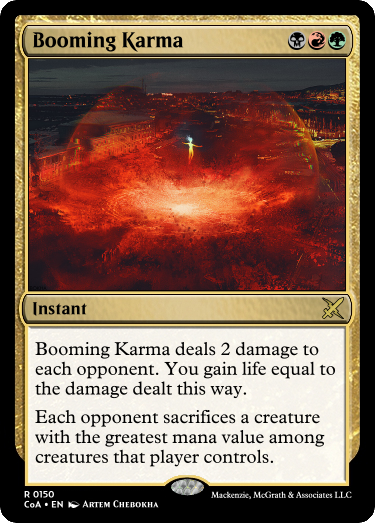 Booming Karma
Instant
Booming Karma deals 2 damage to
each opponent. You gain life equal to
the damage dealt this way.
Each opponent sacrifices a creature
with the greatest mana value among
creatures that player controls.
R 0150
CoA • EN Artem Chebokha
Mackenzie, McGrath & Associates LLC